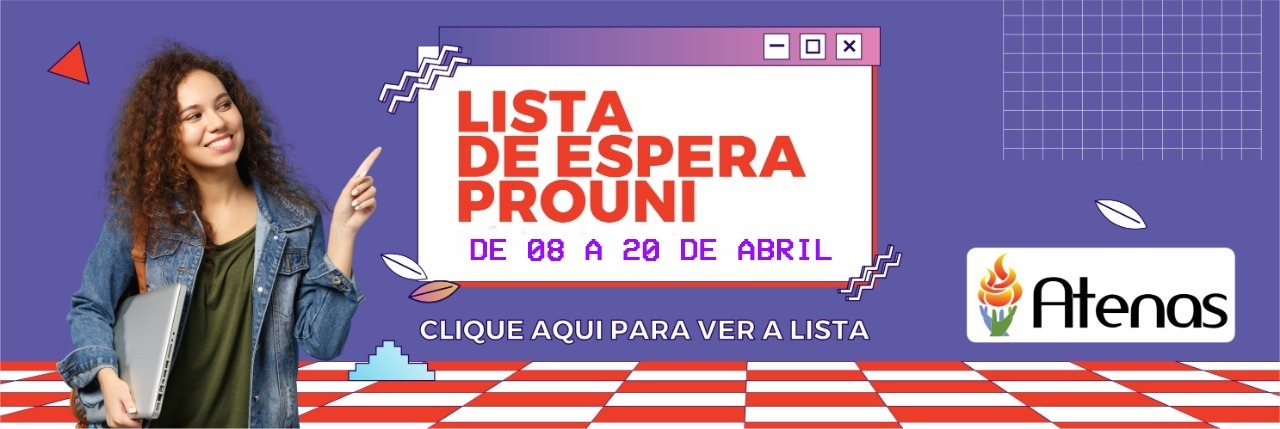 LISTA
DE ESPERA
PROUNI
DE 08 A 20 DE ABRIL
CLIQUE AQUI PARA VER A LISTA
Atenas